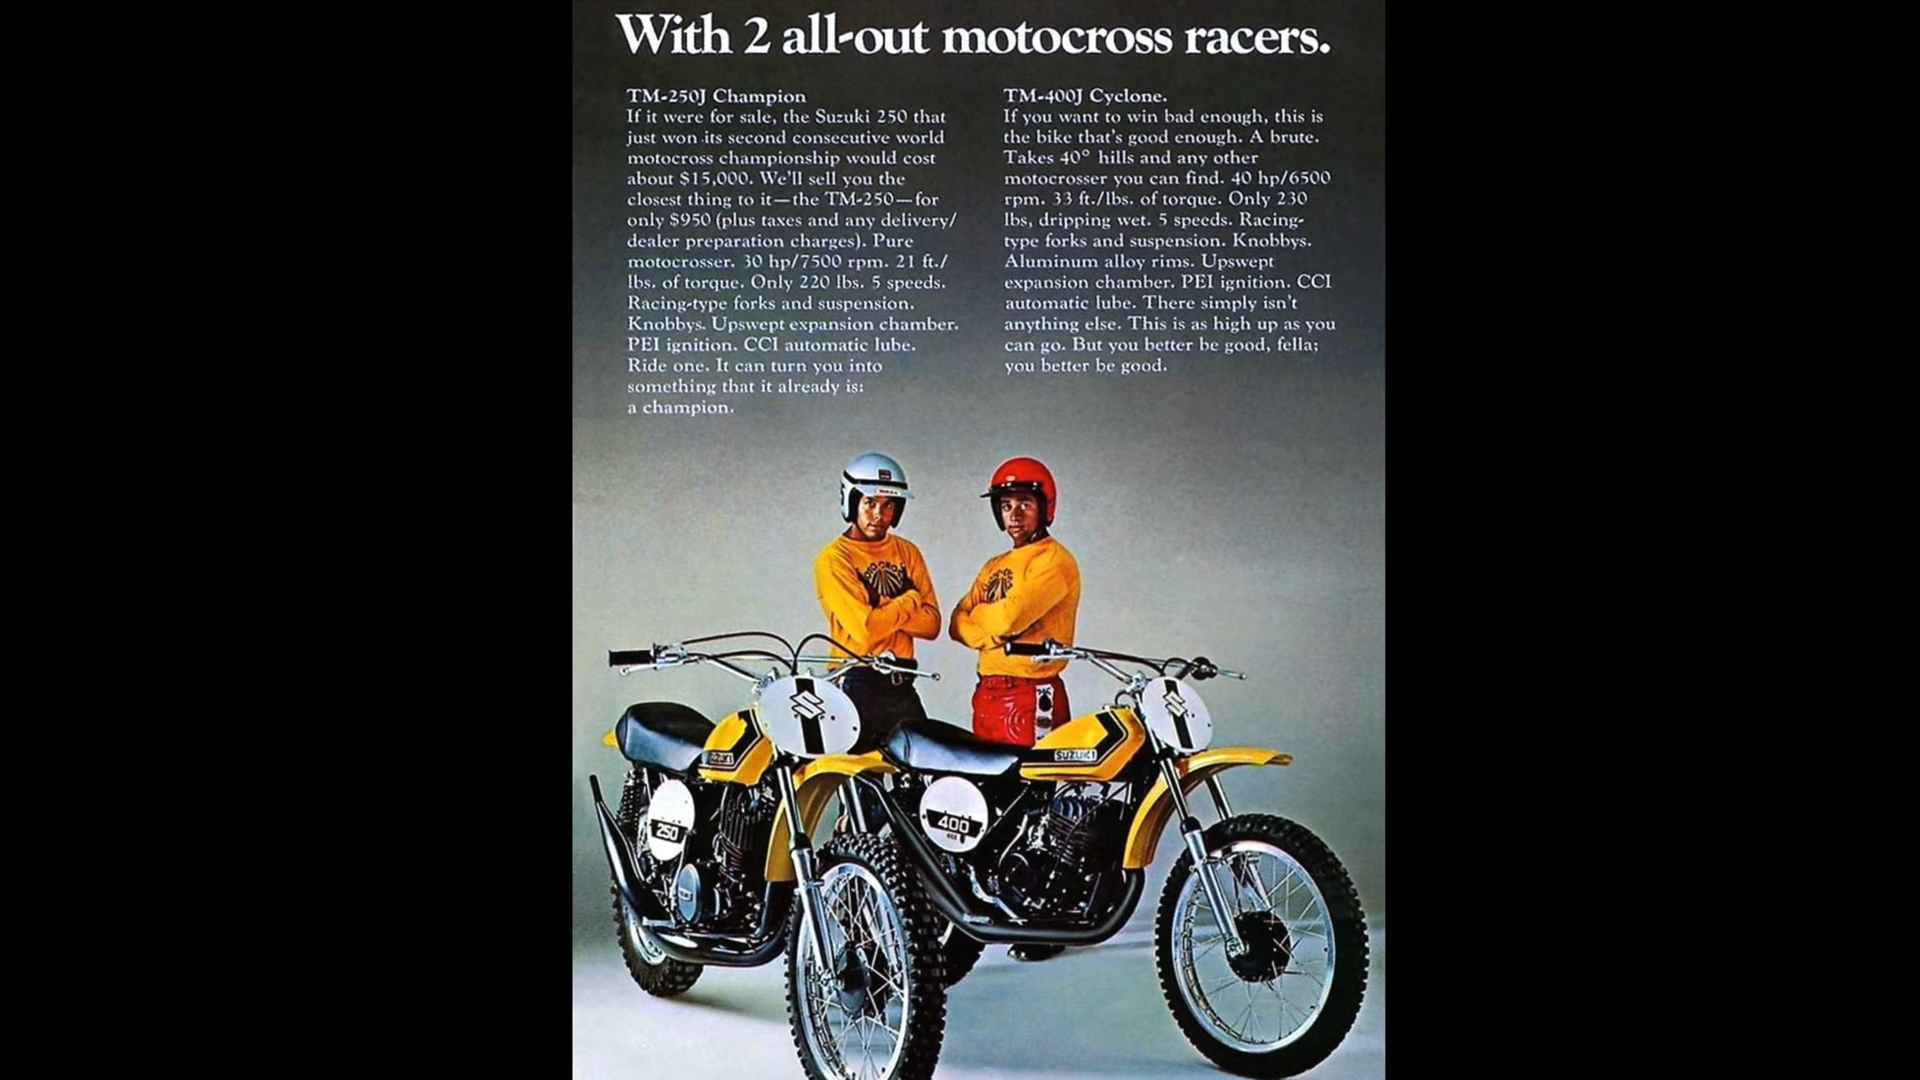 With 2 all-out motocross racers.
TM-250J Champion
If it were for sale, the Suzuki 250 that
just won its second consecutive world
motocross championship would cost
about $15,000. We'll sell you the
closest thing to it—the TM-250—for
only $950 (plus taxes and any delivery/
dealer preparation charges). Pure
motocrosser. 30 hp/7500 rpm. 21 ft./
lbs. of torque. Only 220 lbs. 5 speeds.
Racing-type forks and suspension.
Knobbys. Upswept expansion chamber.
PEI ignition. CCI automatic lube.
Ride one. It can turn you into
something that it already is:
a champion.
TM-400J Cyclone.
If you want to win bad enough, this is
the bike that's good enough. A brute.
Takes 40° hills and any other
motocrosser you can find. 40 hp/6500
rpm. 33 ft./lbs. of torque. Only 230
lbs, dripping wet. 5 speeds. Racing-
type forks and suspension. Knobbys.
Aluminum alloy rims. Upswept
expansion chamber. PEI ignition. CCI
automatic lube. There simply isn't
anything else. This is as high up as you
can go. But you better be good, fella;
you better be good.
SUZUKI
SUZUKI
250
400